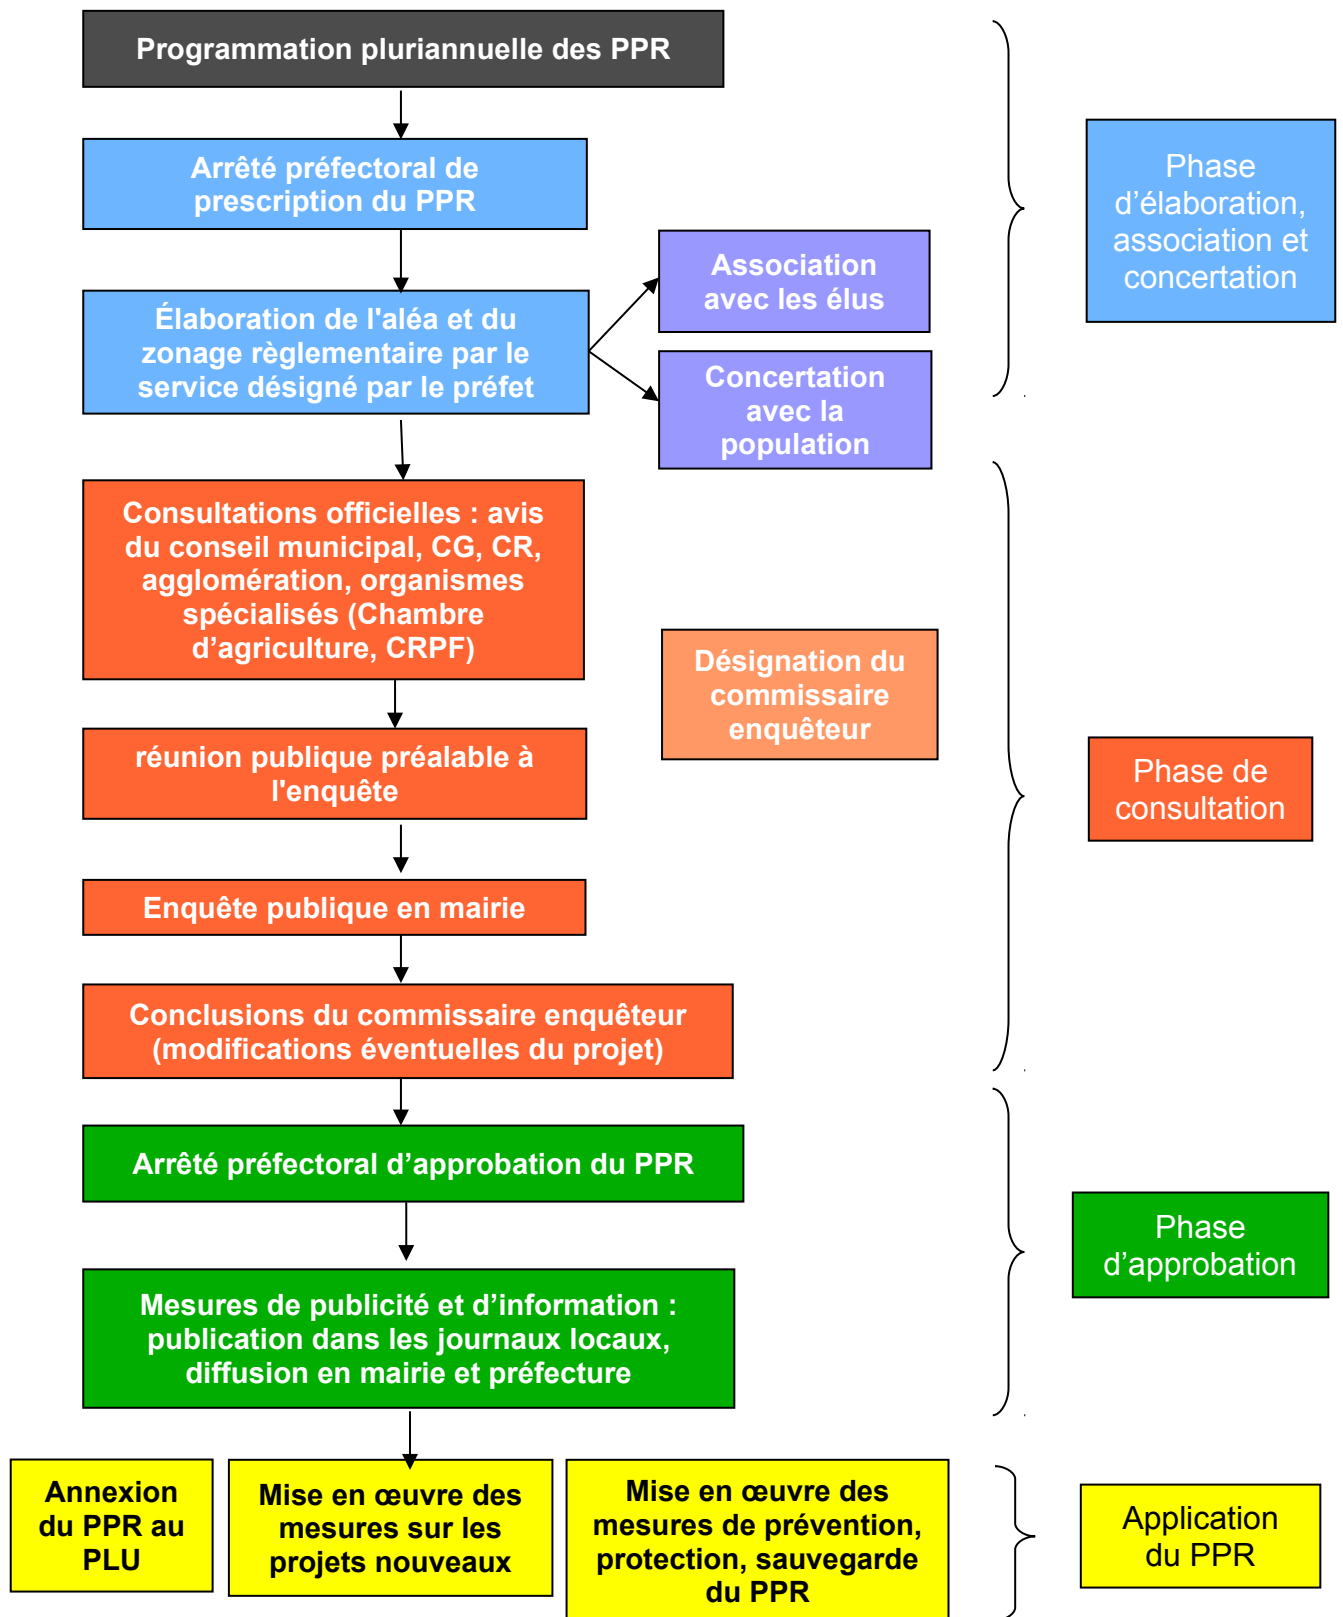 Programmation pluriannuelle des PPR
Arrêté préfectoral de
prescription du PPR
Élaboration de l'aléa et du
zonage règlementaire par le
service désigné par le préfet
Association
avec les élus
Concertation
avec la
population
Phase
d’élaboration,
association et
concertation
Consultations officielles : avis
du conseil municipal, CG, CR,
agglomération, organismes
spécialisés (Chambre
d’agriculture, CRPF)
Désignation du
commissaire
enquêteur
réunion publique préalable à
l'enquête
Enquête publique en mairie
Conclusions du commissaire enquêteur
(modifications éventuelles du projet)
Phase de
consultation
Arrêté préfectoral d’approbation du PPR
Mesures de publicité et d’information :
publication dans les journaux locaux,
diffusion en mairie et préfecture
Phase
d’approbation
Annexion
du PPR au
PLU
Mise en œuvre des
mesures sur les
projets nouveaux
Mise en œuvre des
mesures de prévention,
protection, sauvegarde
du PPR
Application
du PPR